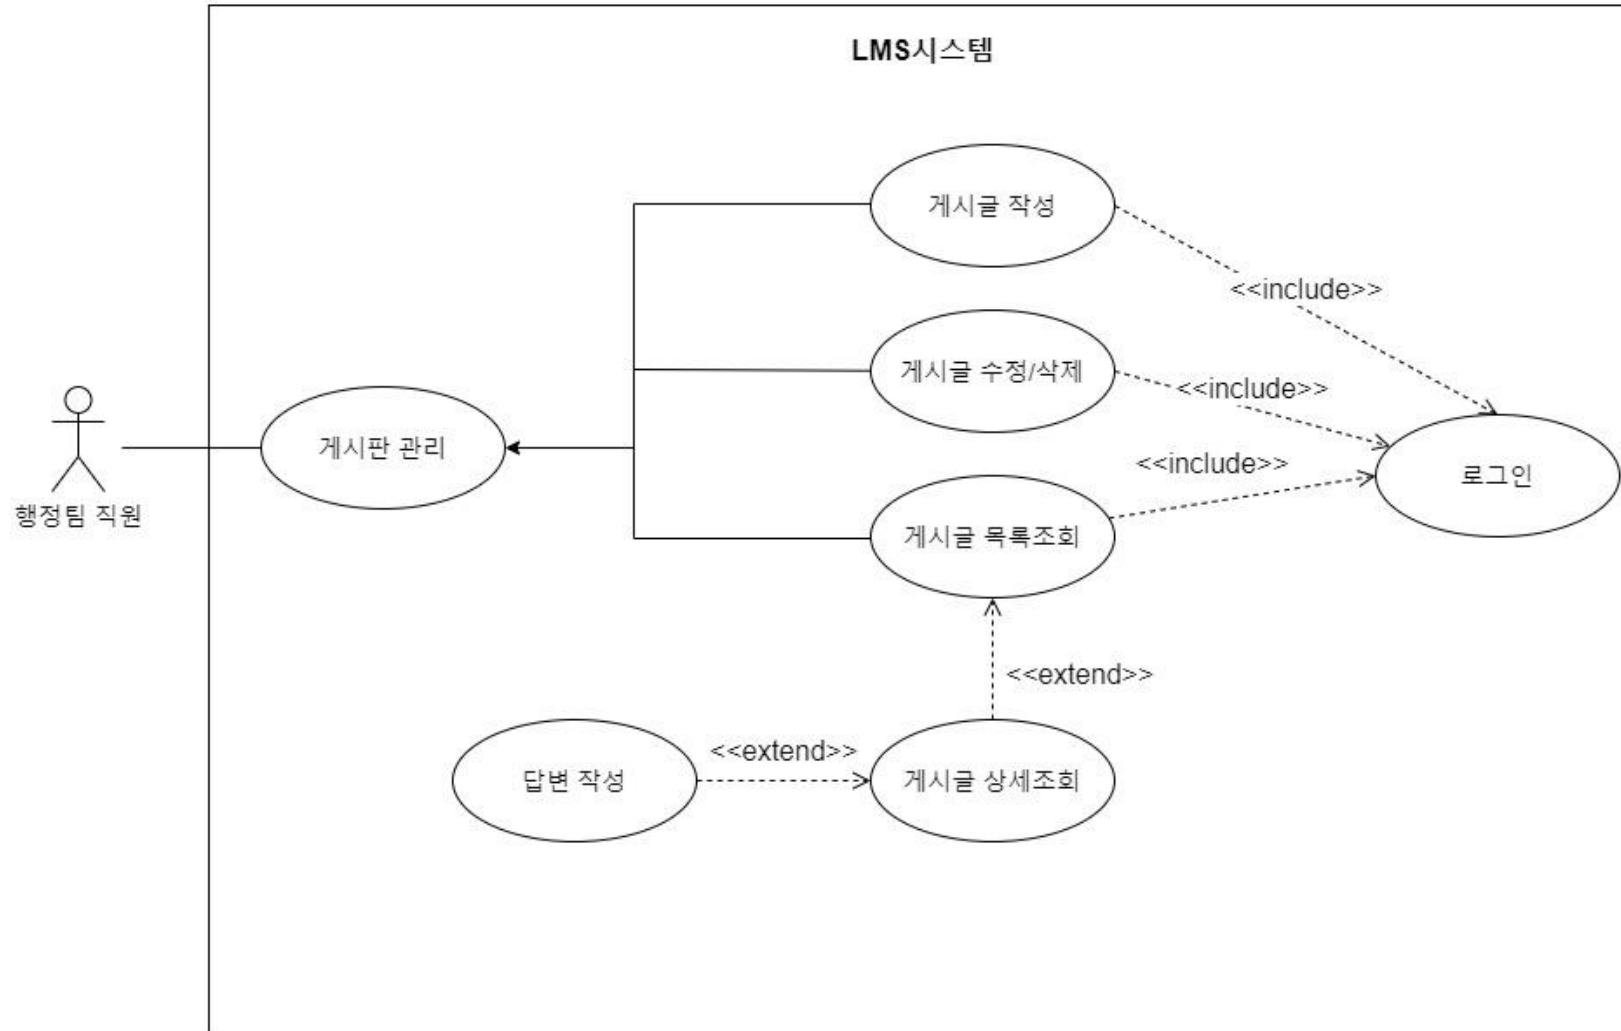 LMS시스템
게시글 작성
<<include>>
게시글 수정/삭제
<<include>>
게시판 관리
<<include>>
로그인
행정팀 직원
게시글 목록조회
<<extend>>
<<extend>>
답변 작성
게시글 상세조회